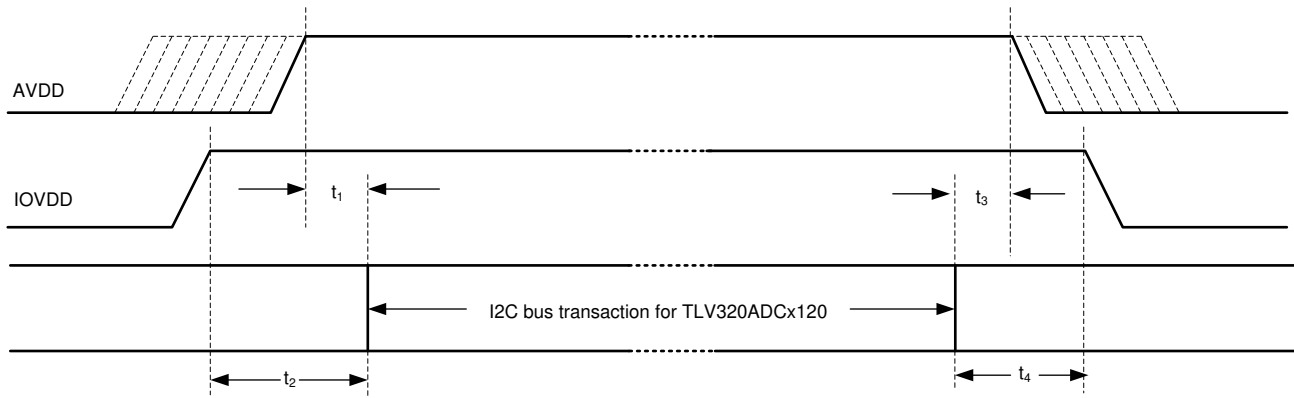 AVDD
IOVDD
t1
t3
I2C bus transaction for TLV320ADCx120
t2
t4